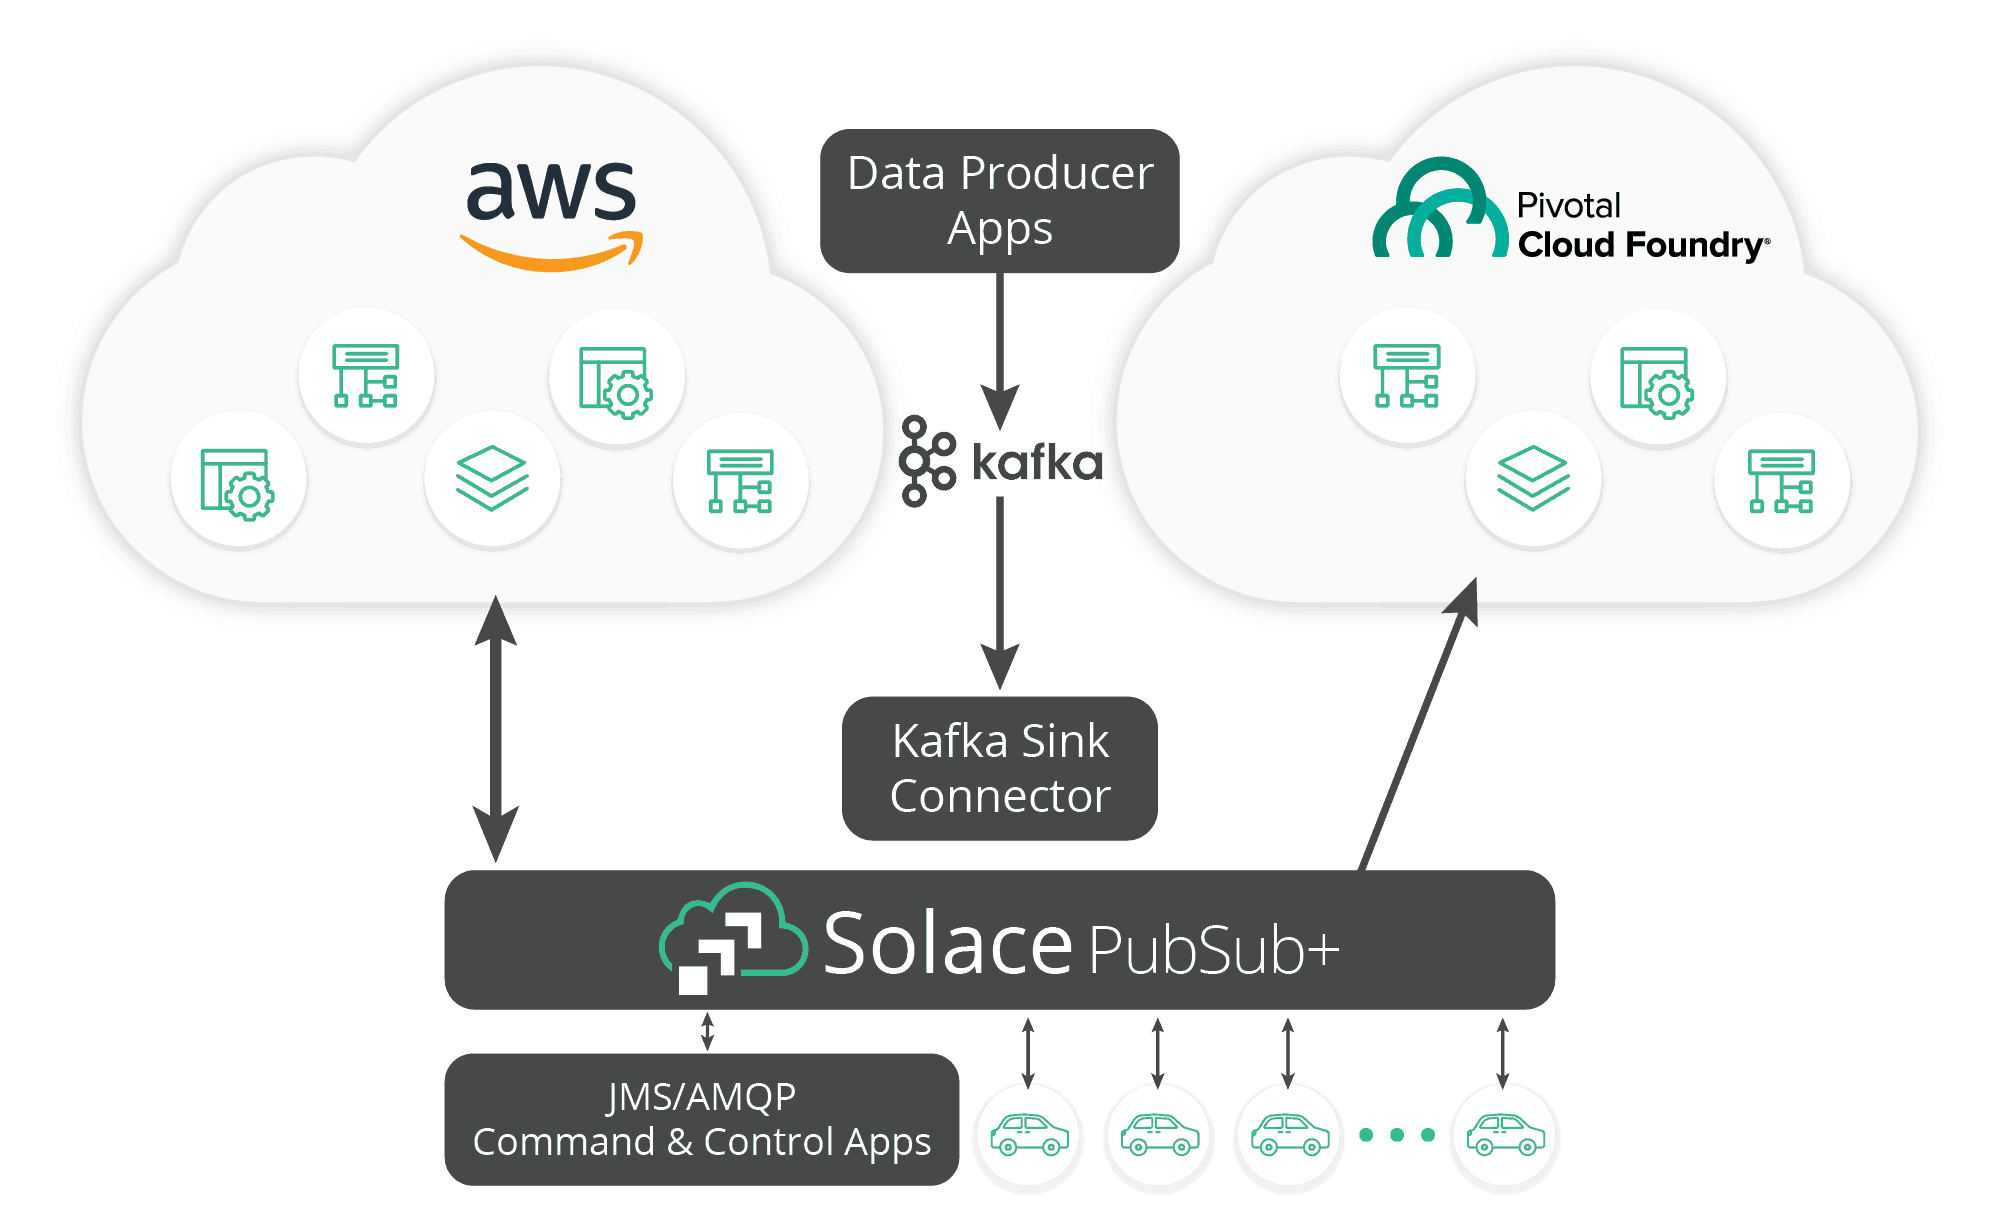 aws
Data Producer
Apps
Pivotal
Cloud Foundry®
kafka
Kafka Sink
Connector
Solace PubSub+
JMS/AMQP
Command & Control Apps